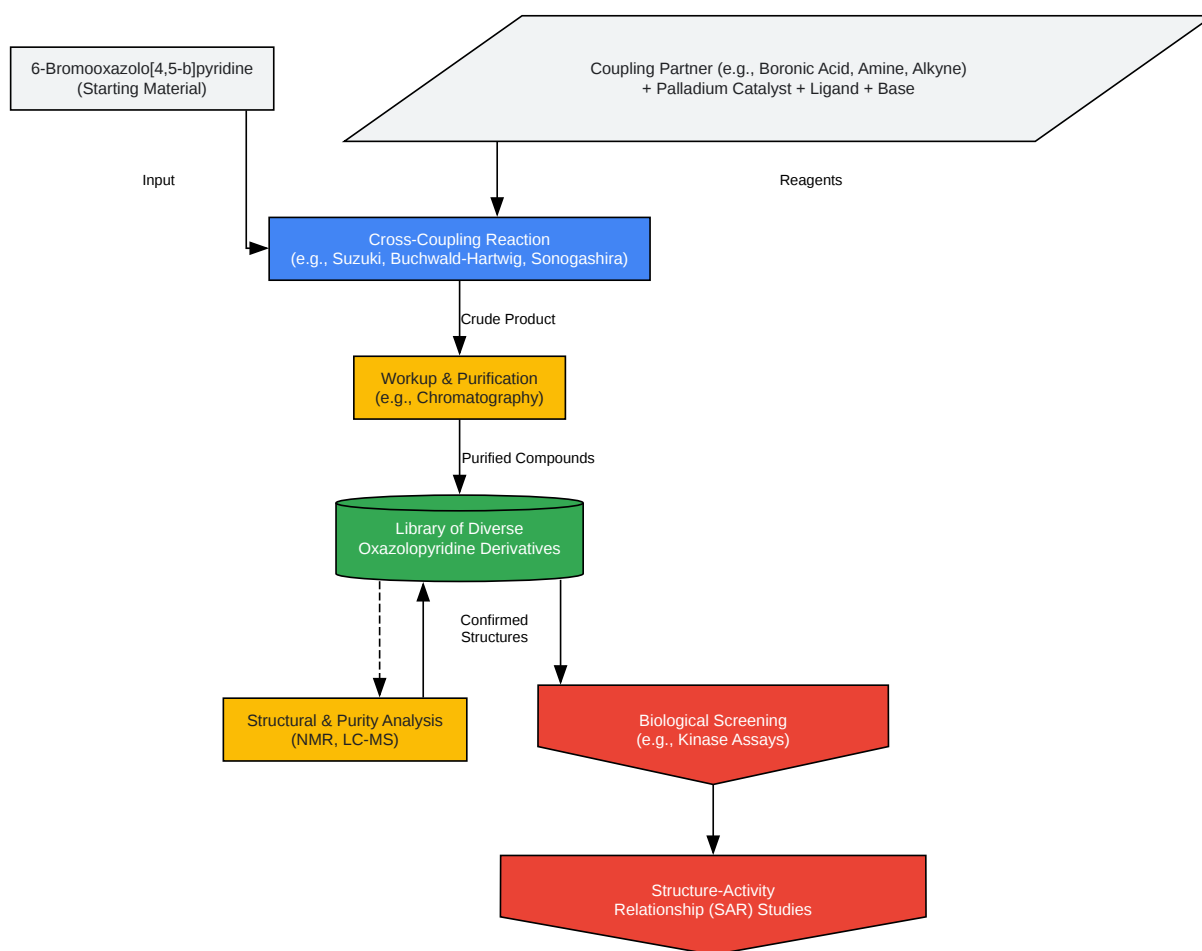 6-Bromooxazolo[4,5-b]pyridine
(Starting Material)
Coupling Partner (e.g., Boronic Acid, Amine, Alkyne)
+ Palladium Catalyst + Ligand + Base
Input
Reagents
Cross-Coupling Reaction
(e.g., Suzuki, Buchwald-Hartwig, Sonogashira)
Crude Product
Workup & Purification
(e.g., Chromatography)
Purified Compounds
Library of Diverse
Oxazolopyridine Derivatives
Confirmed
Structures
Structural & Purity Analysis
(NMR, LC-MS)
Biological Screening
(e.g., Kinase Assays)
Structure-Activity
Relationship (SAR) Studies